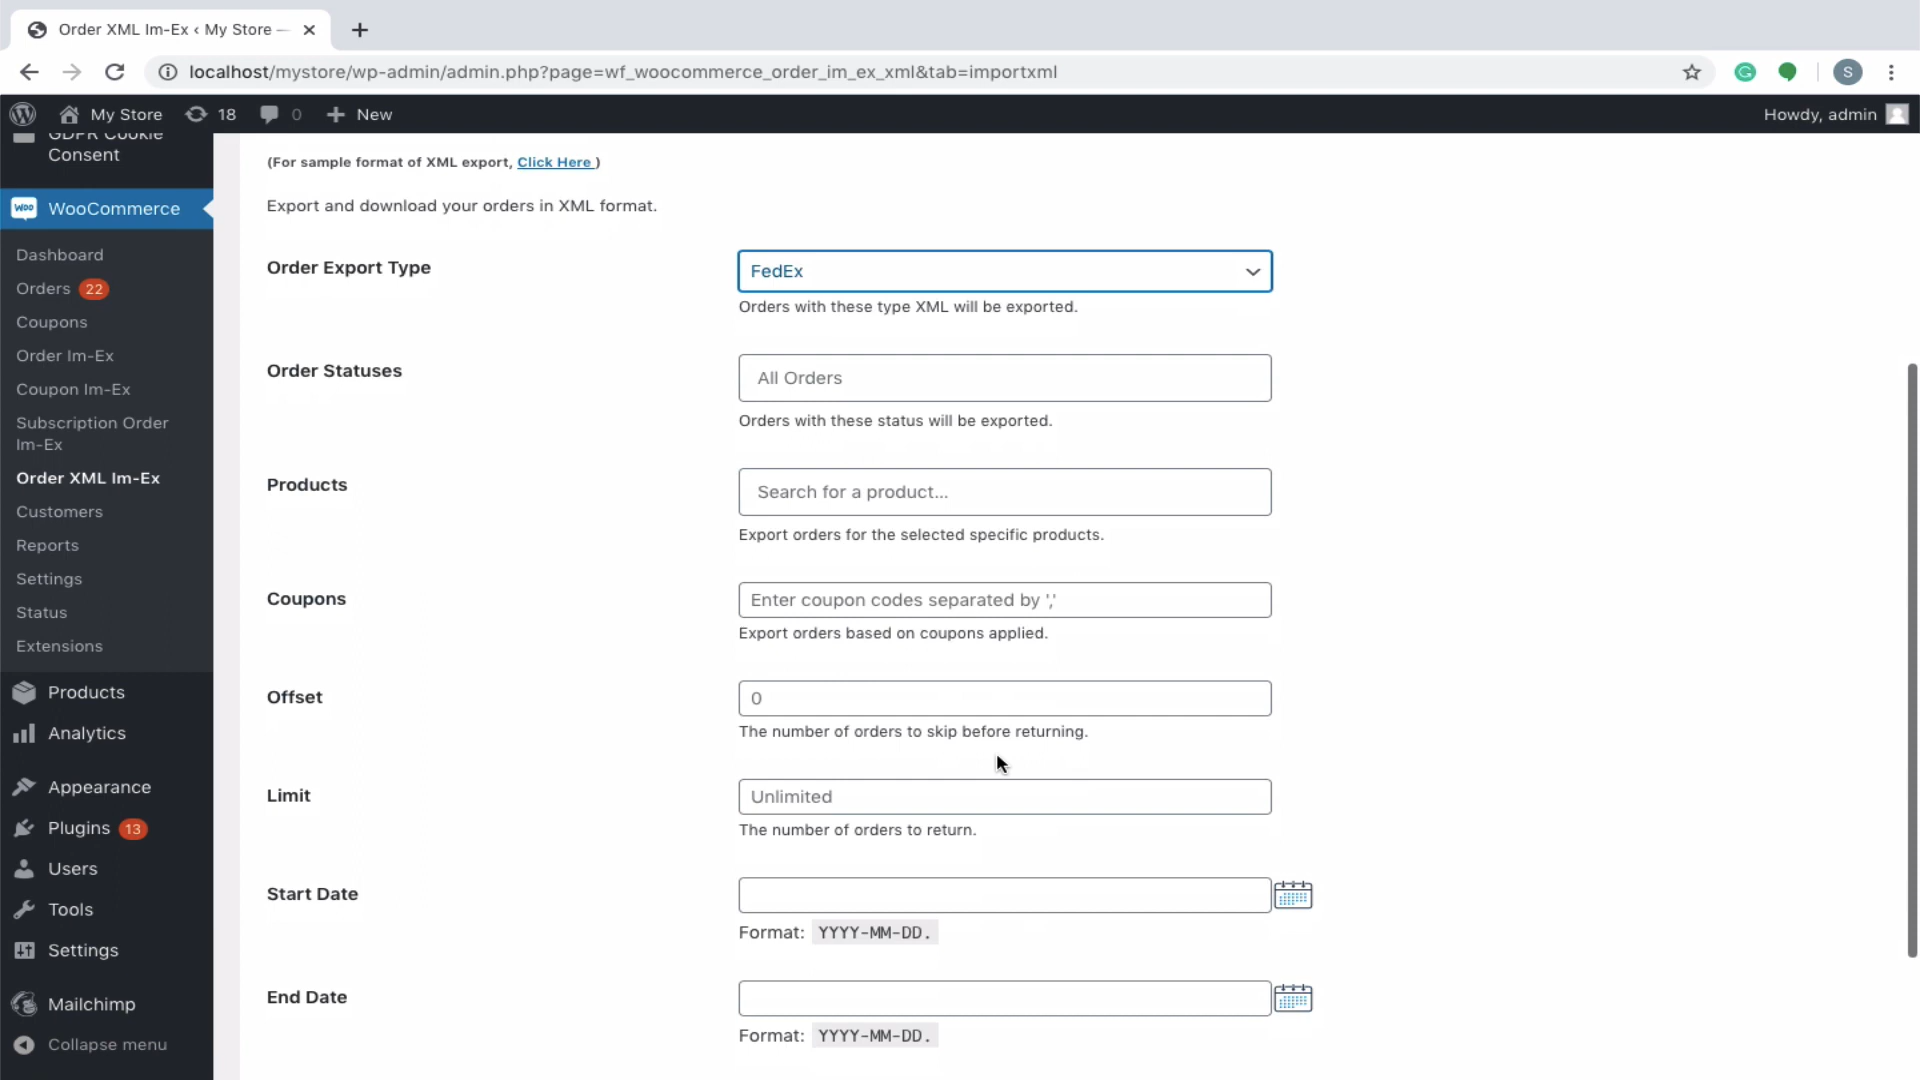 Order XML Im-Ex ‹ My Store —
localhost/mystore/wp-admin/admin.php?page=wf_woocommerce_order_im_ex_xml&tab=importxml
S
My Store
18
0
New
Howdy, admin
GDPR Cookie
Consent
WooCommerce
Dashboard
Orders 22
Coupons
Order Im-Ex
Coupon Im-Ex
Subscription Order
Im-Ex
Order XML Im-Ex
Customers
Reports
Settings
Status
Extensions
Products
Analytics
Appearance
Plugins 13
Users
Tools
Settings
Mailchimp
Collapse menu
(For sample format of XML export, Click Here )
Export and download your orders in XML format.
Order Export Type
FedEx
Orders with these type XML will be exported.
Order Statuses
All Orders
Orders with these status will be exported.
Products
Search for a product...
Export orders for the selected specific products.
Coupons
Enter coupon codes separated by ','
Export orders based on coupons applied.
Offset
0
The number of orders to skip before returning.
Limit
Unlimited
The number of orders to return.
Start Date
Format: YYYY-MM-DD.
End Date
Format: YYYY-MM-DD.